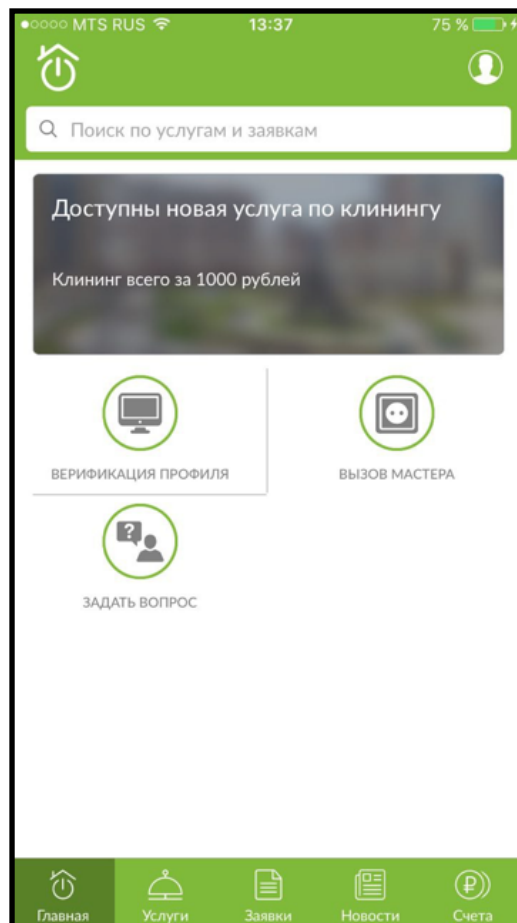 MTS RUS 13:37 75 %
Поиск по услугам и заявкам
Доступны новая услуга по клинингу
Клининг всего за 1000 рублей
ВЕРИФИКАЦИЯ ПРОФИЛЯ ВЫЗОВ МАСТЕРА
?
ЗАДАТЬ ВОПРОС
Главная Услуги Заявки Новости Счета